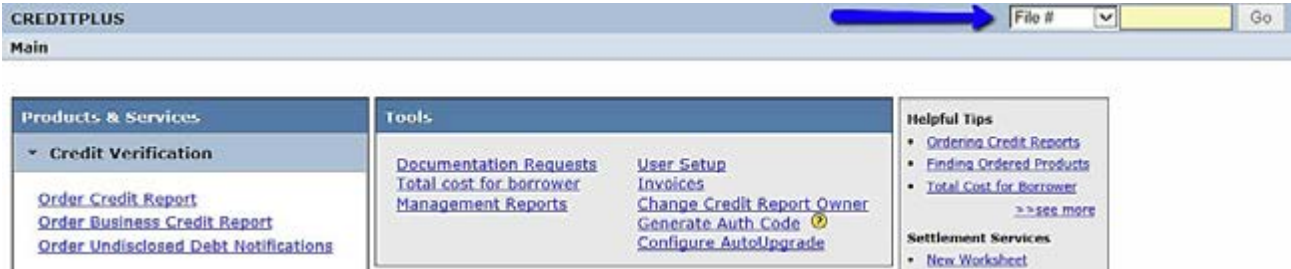 CREDITPLUS
File #
Go
Main
Products & Services
Credit Verification
Order Credit Report
Order Business Credit Report
Order Undisclosed Debt Notifications
Tools
Documentation Requests
Total cost for borrower
Management Reports
User Setup
Invoices
Change Credit Report Owner
Generate Auth Code ?
Configure AutoUpgrade
Helpful Tips
• Ordering Credit Reports
• Finding Ordered Products
• Total Cost for Borrower
>>see more
Settlement Services
• New Worksheet